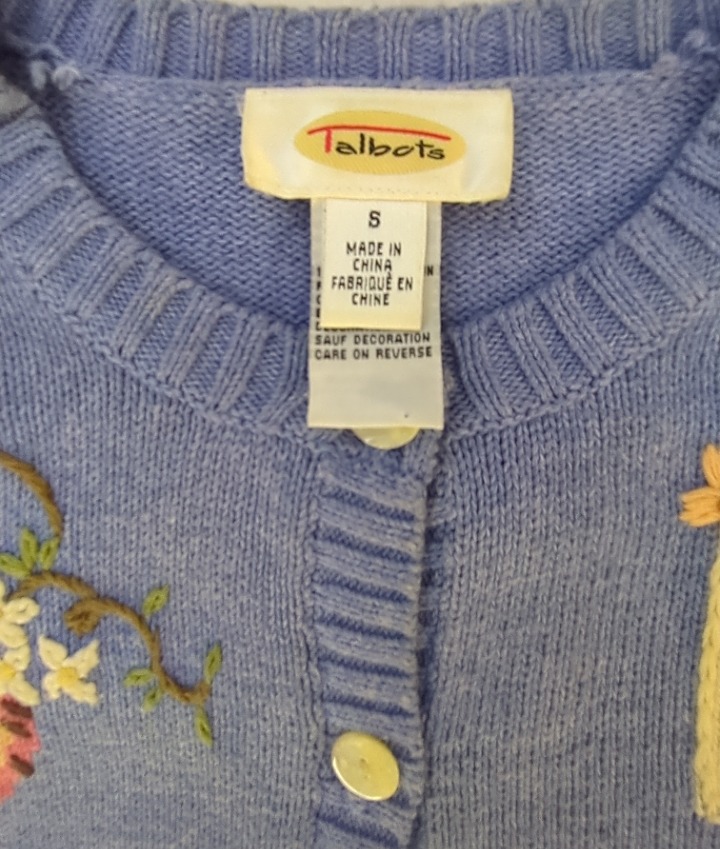 Talbots
S
MADE IN
CHINA
FABRIQUÉ EN
CHINE
SAUF DECORATION
CARE ON REVERSE